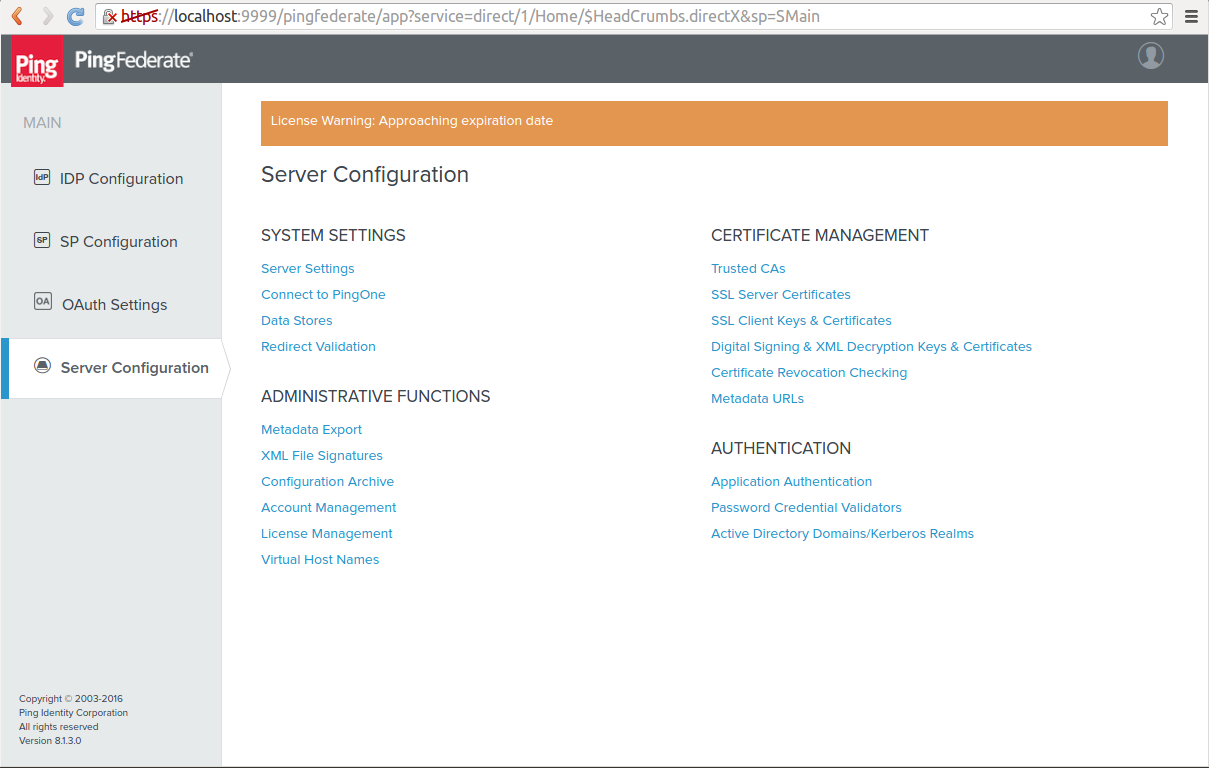 https://localhost:9999/pingfederate/app?service=direct/1/Home/$HeadCrumbs.directX&sp=SMain
Ping
Identity.
PingFederate®
MAIN
IdP IDP Configuration
SP SP Configuration
OA OAuth Settings
Server Configuration
License Warning: Approaching expiration date
Server Configuration
SYSTEM SETTINGS
Server Settings
Connect to PingOne
Data Stores
Redirect Validation
ADMINISTRATIVE FUNCTIONS
Metadata Export
XML File Signatures
Configuration Archive
Account Management
License Management
Virtual Host Names
CERTIFICATE MANAGEMENT
Trusted CAs
SSL Server Certificates
SSL Client Keys & Certificates
Digital Signing & XML Decryption Keys & Certificates
Certificate Revocation Checking
Metadata URLs
AUTHENTICATION
Application Authentication
Password Credential Validators
Active Directory Domains/Kerberos Realms
Copyright © 2003-2016
Ping Identity Corporation
All rights reserved
Version 8.1.3.0